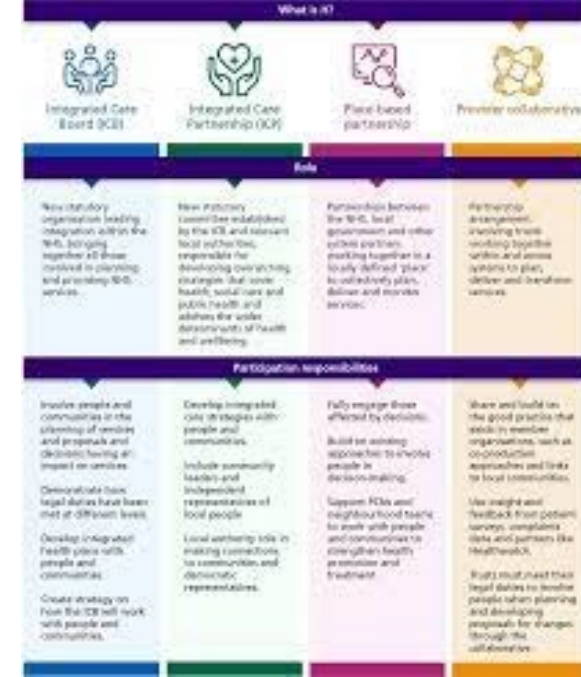 What is it?
Integrated Care
Board (ICB)
Integrated Care
Partnership (ICP)
Place-based
partnership
Provider collaborative
Role
New statutory
organisation leading
integration within the
NHS, bringing
together all those
involved in planning
and providing NHS
services.
New statutory
committee established
by the ICB and relevant
local authorities,
responsible for
developing overarching
strategies that cover
health, social care and
public health and
address the wider
determinants of health
and wellbeing.
Partnerships between
the NHS, local
government and other
system partners
working together in a
locally defined 'place'
to collectively plan,
deliver and monitor
services.
Partnership
arrangement
involving trusts
working together
within and across
systems to plan,
deliver and transform
services.
Participation responsibilities
Involve people and
communities in the
planning of services
and proposals and
decisions having an
impact on services.
Demonstrate how
legal duties have been
met at different levels.
Develop integrated
health plans with
people and
communities.
Create strategy on
how the ICB will work
with people and
communities.
Develop integrated
care strategies with
people and
communities.
Include community
leaders and
independent
representatives of
local people.
Local authority role in
making connections
to communities and
democratic
representatives.
Fully engage those
affected by decisions.
Build on existing
approaches to involve
people in
decision-making.
Support PCNs and
neighbourhood teams
to work with people
and communities to
strengthen health
promotion and
treatment
Share and build on
the good practice that
exists in member
organisations, such as
co-production
approaches and links
to local communities.
Use insight and
feedback from patient
surveys, complaints
data and partners like
Healthwatch.
Trusts must meet their
legal duties to involve
people when planning
and developing
proposals for changes
through the
collaborative.